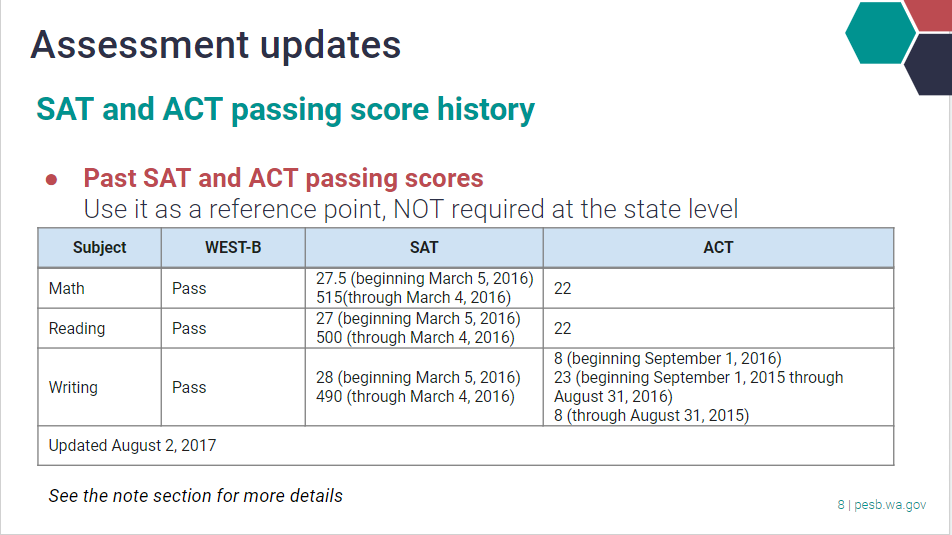 Assessment updates
SAT and ACT passing score history
● Past SAT and ACT passing scores
Use it as a reference point, NOT required at the state level
Subject WEST-B SAT ACT
Math Pass 27.5 (beginning March 5, 2016) 22
515(through March 4, 2016)
Reading Pass 27 (beginning March 5, 2016) 22
500 (through March 4, 2016)
Writing Pass 28 (beginning March 5, 2016)
490 (through March 4, 2016)
8 (beginning September 1, 2016)
23 (beginning September 1, 2015 through
August 31, 2016)
8 (through August 31, 2015)
Updated August 2, 2017
See the note section for more details
8 | pesb.wa.gov